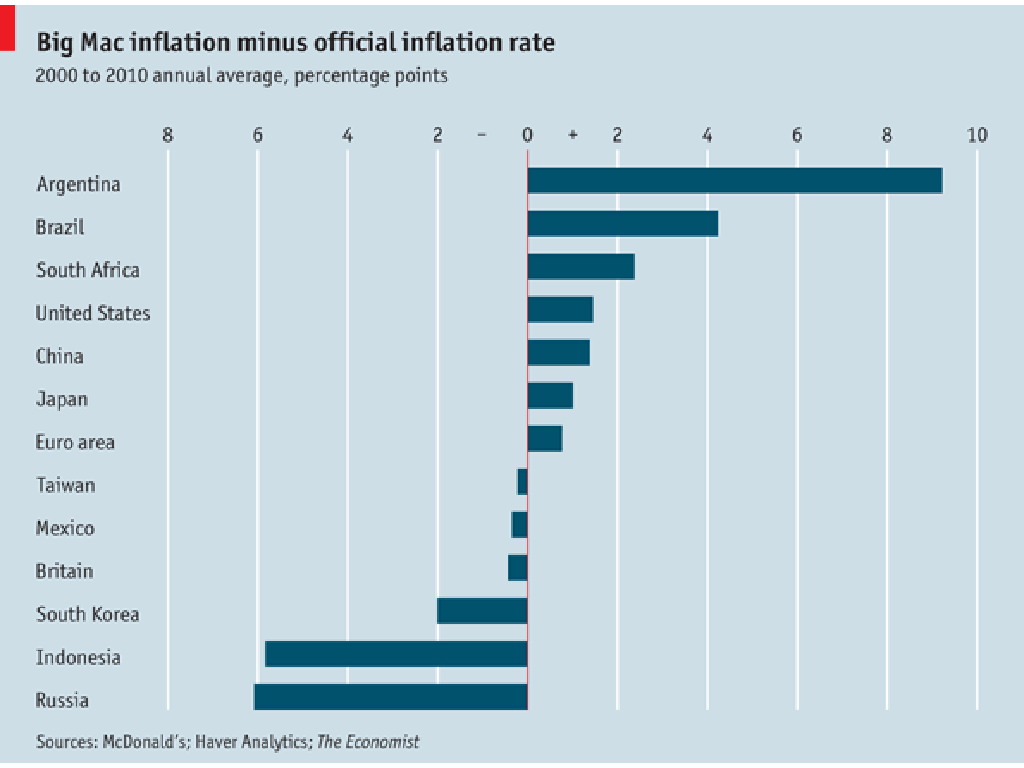 Big Mac inflation minus official inflation rate
2000 to 2010 annual average, percentage points
8 6 4 2 – 0 + 2 4 6 8 10
Argentina
Brazil
South Africa
United States
China
Japan
Euro area
Taiwan
Mexico
Britain
South Korea
Indonesia
Russia
Sources: McDonald's; Haver Analytics; The Economist